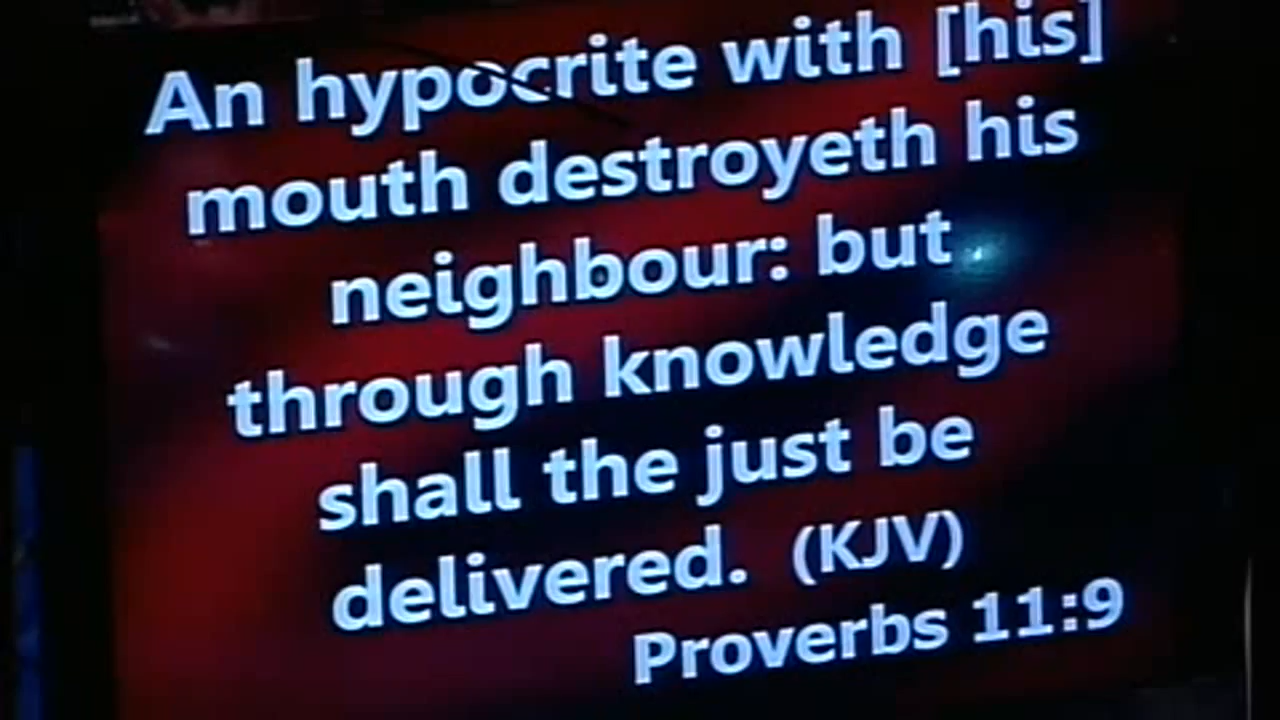 An hypocrite with [his]
mouth destroyeth his
neighbour: but
through knowledge
shall the just be
delivered. (KJV)
Proverbs 11:9